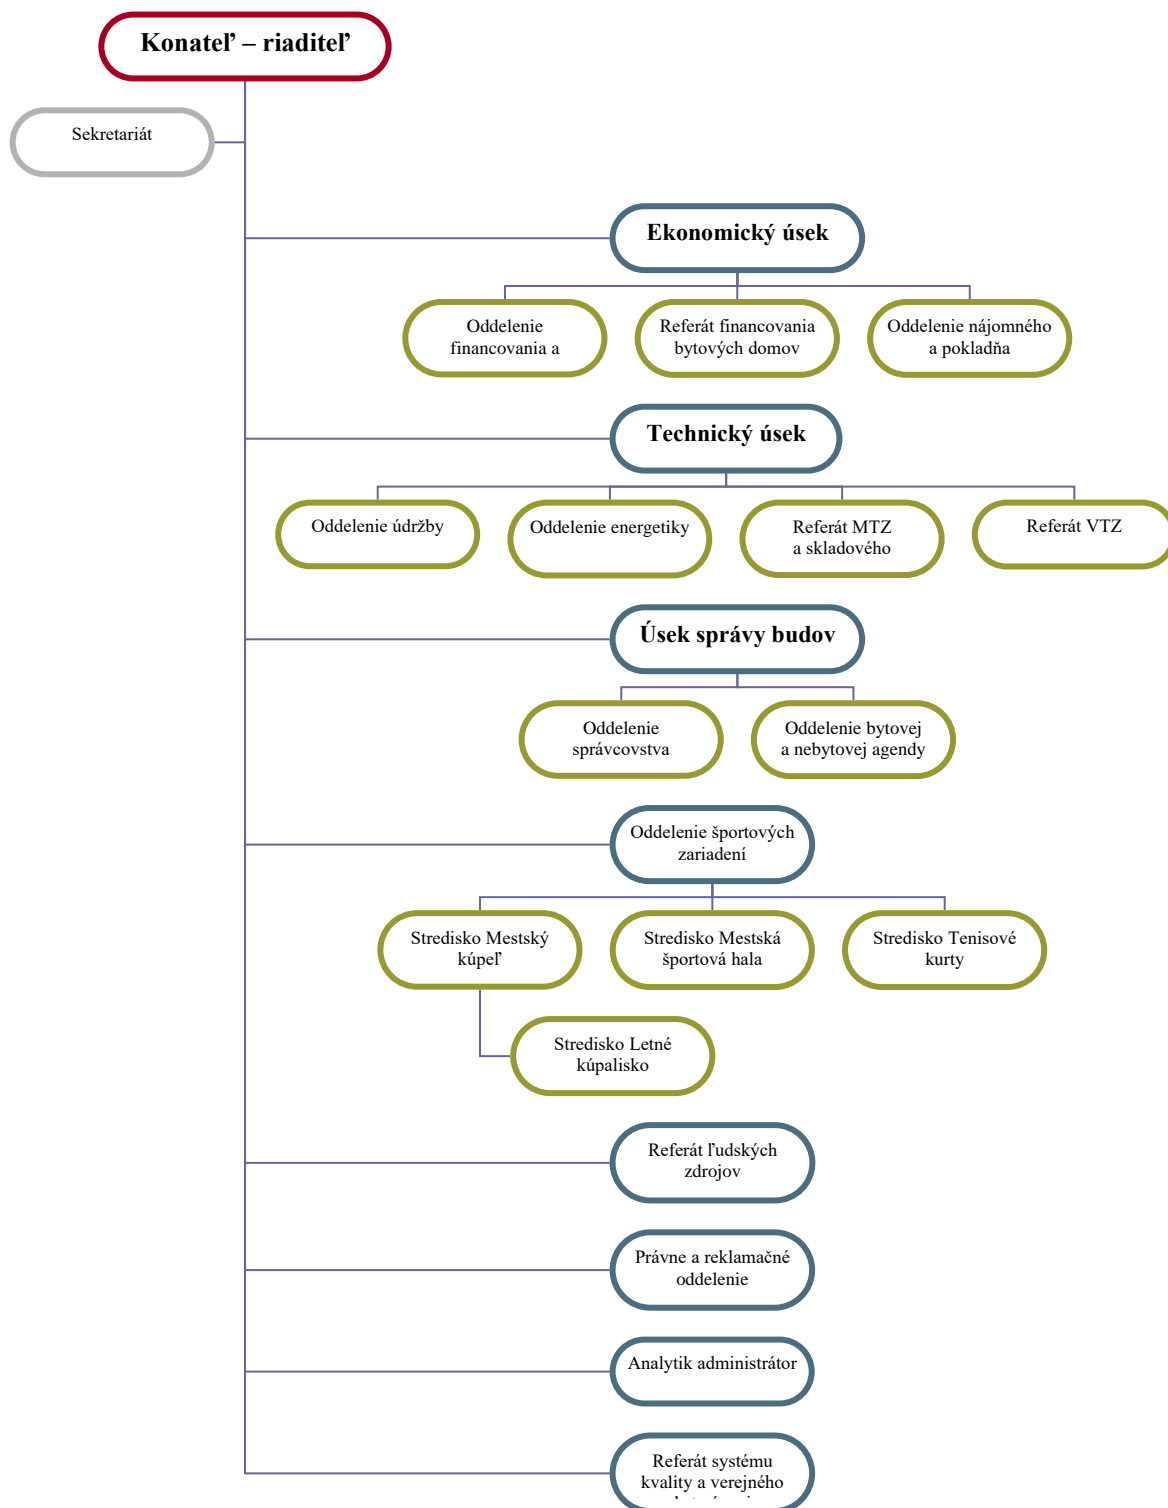 Konateľ – riaditeľ
Sekretariát
Ekonomický úsek
Oddelenie
financovania a
Referát financovania
bytových domov
Oddelenie nájomného
a pokladňa
Technický úsek
Oddelenie údržby
Oddelenie energetiky
Referát MTZ
a skladového
Referát VTZ
Úsek správy budov
Oddelenie
správcovstva
Oddelenie bytovej
a nebytovej agendy
Oddelenie športových
zariadení
Stredisko Mestský
kúpeľ
Stredisko Mestská
športová hala
Stredisko Tenisové
kurty
Stredisko Letné
kúpalisko
Referát ľudských
zdrojov
Právne a reklamačné
oddelenie
Analytik administrátor
Referát systému
kvality a verejného